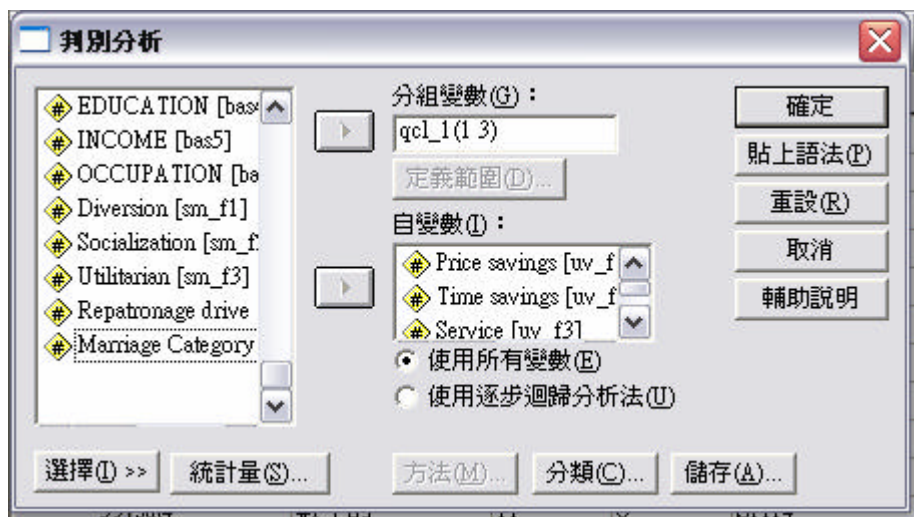 判別分析
EDUCATION [bas
INCOME [bas5]
OCCUPATION [ba
Diversion [sm_f1]
Socialization [sm_f
Utilitarian [sm_f3]
Repatronage drive
Marriage Category
分組變數(G)：
qcl_1(1 3)
定義範圍(D)...
自變數(I)：
Price savings [uv_f
Time savings [uv_f
Service [uv_f3]
使用所有變數(E)
使用逐步迴歸分析法(U)
確定
貼上語法(P)
重設(R)
取消
輔助說明
選擇(I) >>
統計量(S)...
方法(M)...
分類(C)...
儲存(A)...